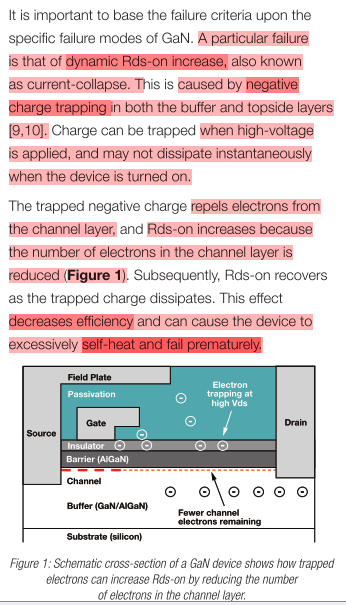 It is important to base the failure criteria upon the
specific failure modes of GaN. A particular failure
is that of dynamic Rds-on increase, also known
as current-collapse. This is caused by negative
charge trapping in both the buffer and topside layers
[9,10]. Charge can be trapped when high-voltage
is applied, and may not dissipate instantaneously
when the device is turned on.
The trapped negative charge repels electrons from
the channel layer, and Rds-on increases because
the number of electrons in the channel layer is
reduced (Figure 1). Subsequently, Rds-on recovers
as the trapped charge dissipates. This effect
decreases efficiency and can cause the device to
excessively self-heat and fail prematurely.
Field Plate
Passivation
Electron
trapping at
high Vds
Gate
Source
Drain
Insulator
Barrier (AlGaN)
Channel
Buffer (GaN/AlGaN)
Fewer channel
electrons remaining
Substrate (silicon)
Figure 1: Schematic cross-section of a GaN device shows how trapped
electrons can increase Rds-on by reducing the number
of electrons in the channel layer.